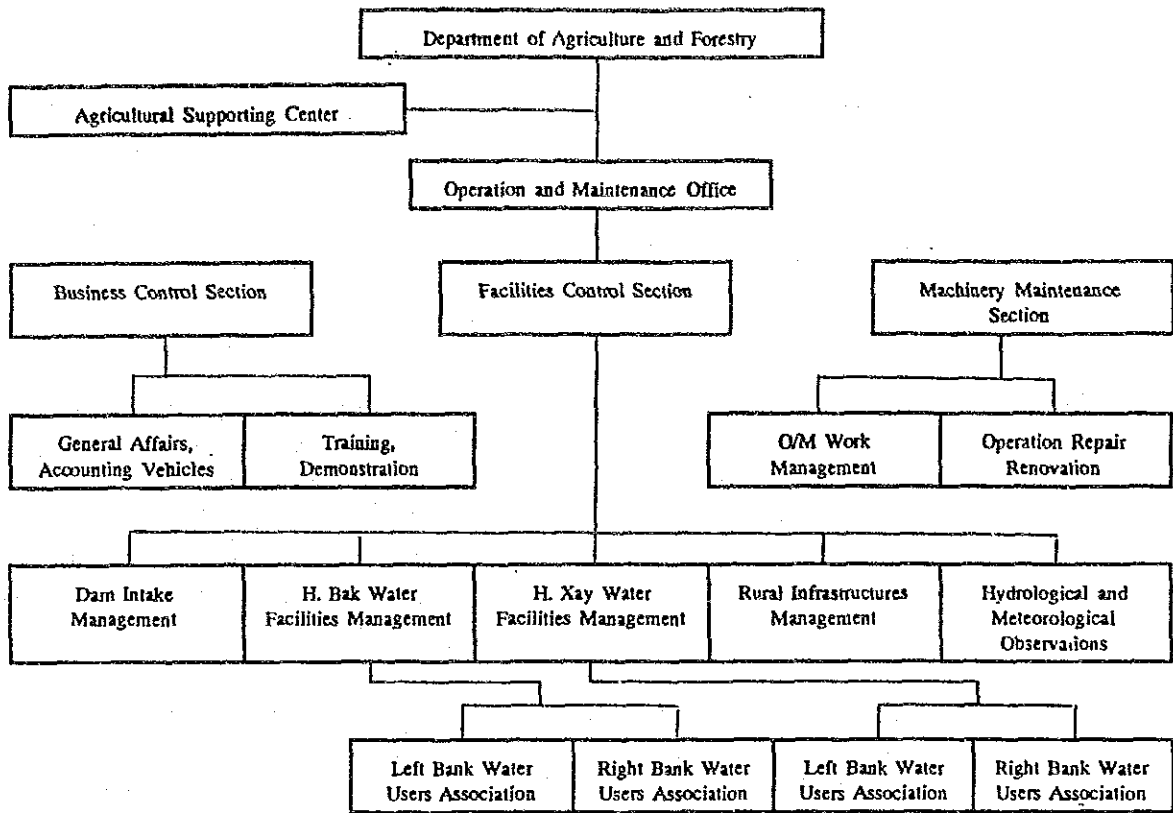 Department of Agriculture and Forestry
Agricultural Supporting Center
Operation and Maintenance Office
Business Control Section
Facilities Control Section
Machinery Maintenance
Section
General Affairs,
Accounting Vehicles
Training,
Demonstration
O/M Work
Management
Operation Repair
Renovation
Dam Intake
Management
H. Bak Water
Facilities Management
H. Xay Water
Facilities Management
Rural Infrastructures
Management
Hydrological and
Meteorological
Observations
Left Bank Water
Users Association
Right Bank Water
Users Association
Left Bank Water
Users Association
Right Bank Water
Users Association